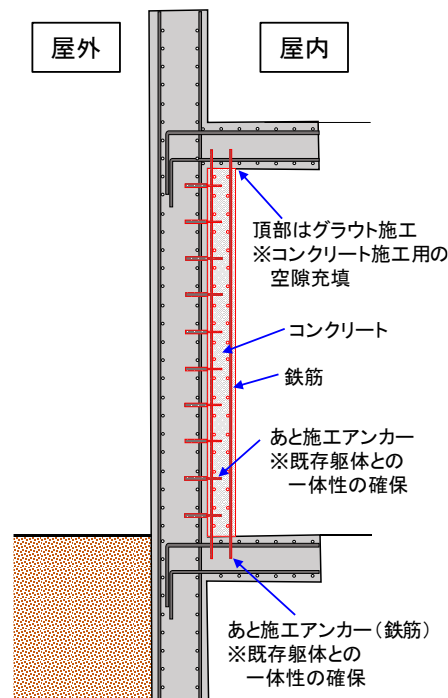 屋外
屋内
頂部はグラウト施工
※コンクリート施工用の
空隙充填
コンクリート
鉄筋
あと施工アンカー
※既存躯体との
一体性の確保
あと施工アンカー（鉄筋）
※既存躯体との
一体性の確保